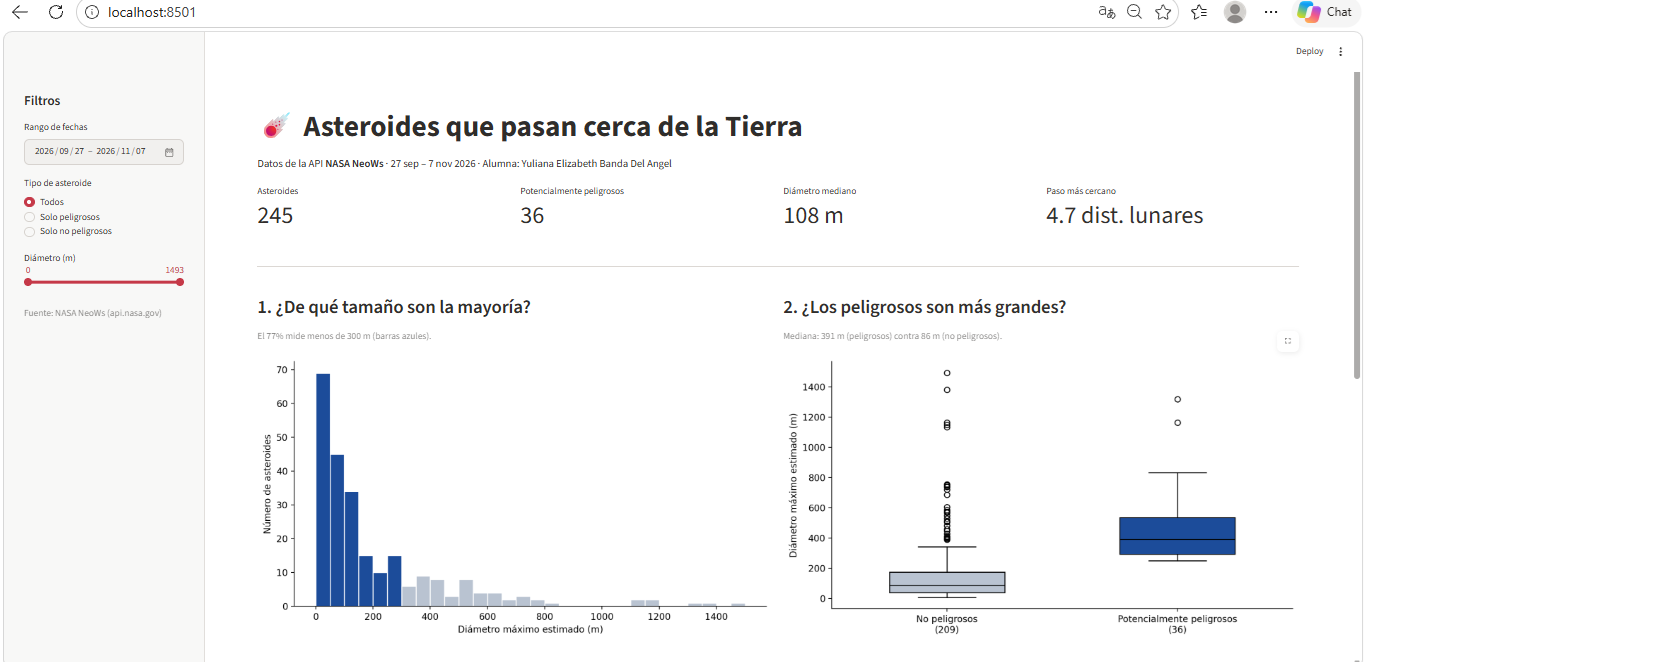 localhost:8501
Chat
Deploy
Filtros
Rango de fechas
2026/09/27 – 2026/11/07
Tipo de asteroide
Todos
Solo peligrosos
Solo no peligrosos
Diámetro (m)
0 1493
Fuente: NASA NeoWs (api.nasa.gov)
Asteroides que pasan cerca de la Tierra
Datos de la API NASA NeoWs · 27 sep – 7 nov 2026 · Alumna: Yuliana Elizabeth Banda Del Angel
Asteroides
245
Potencialmente peligrosos
36
Diámetro mediano
108 m
Paso más cercano
4.7 dist. lunares
1. ¿De qué tamaño son la mayoría?
El 77% mide menos de 300 m (barras azules).
Número de asteroides
70
60
50
40
30
20
10
0
0 200 400 600 800 1000 1200 1400
Diámetro máximo estimado (m)
2. ¿Los peligrosos son más grandes?
Mediana: 391 m (peligrosos) contra 86 m (no peligrosos).
Diámetro máximo estimado (m)
1400
1200
1000
800
600
400
200
0
No peligrosos
(209)
Potencialmente peligrosos
(36)